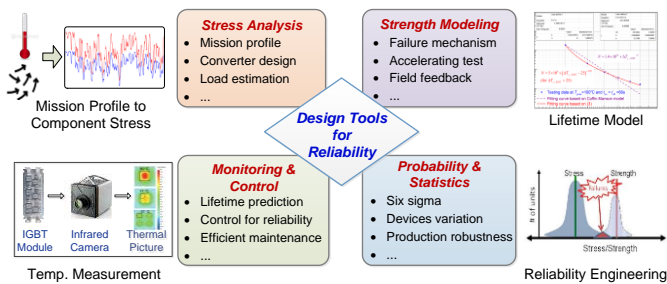 Stress Analysis
• Mission profile
• Converter design
• Load estimation
• ...
Strength Modeling
• Failure mechanism
• Accelerating test
• Field feedback
• ...
Mission Profile to
Component Stress
Lifetime Model
Design Tools
for
Reliability
Monitoring &
Control
• Lifetime prediction
• Control for reliability
• Efficient maintenance
• ...
Probability
& Statistics
• Six sigma
• Devices variation
• Production robustness
• ...
IGBT
Module
Infrared
Camera
Thermal
Picture
Temp. Measurement
# of units
Stress
Strength
Failures
Stress/Strength
Reliability Engineering